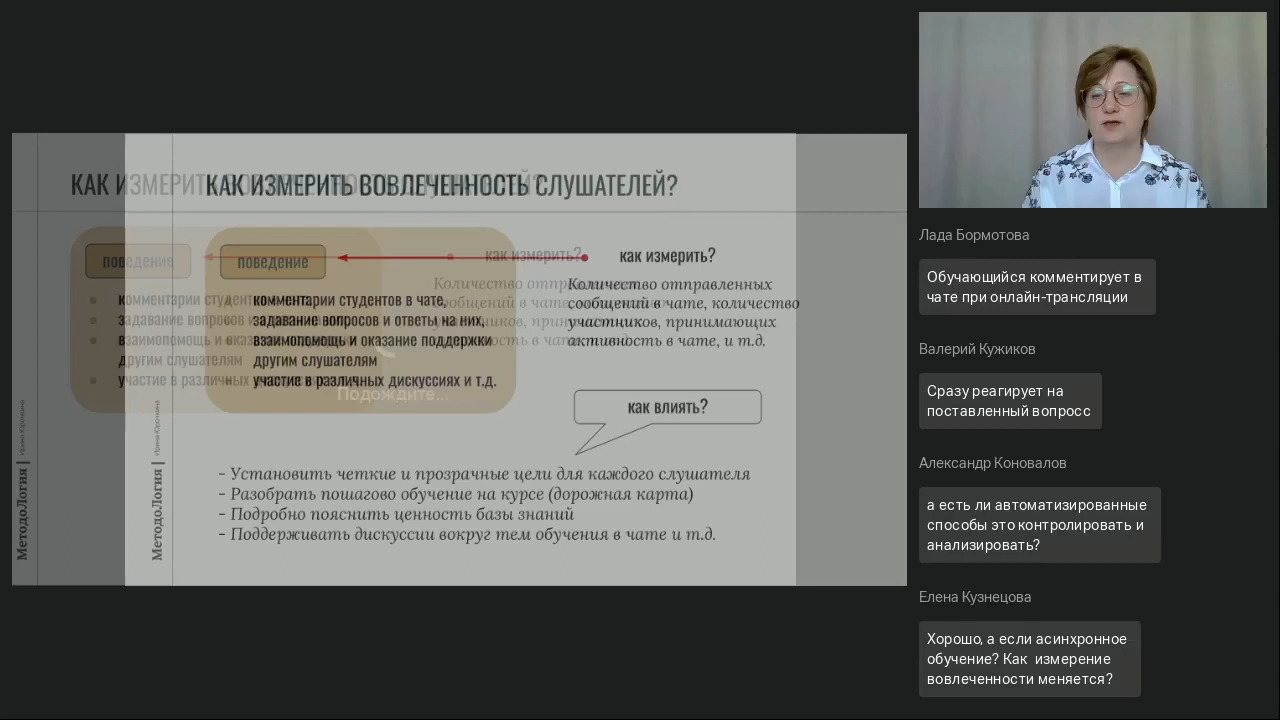 КАК ИЗМЕРИТЬ ВОВЛЕЧЕННОСТЬ СЛУШАТЕЛЕЙ?
поведение
комментарии студентов в чате,
задавание вопросов и ответы на них,
взаимопомощь и оказание поддержки
другим слушателям
участие в различных дискуссиях и т.д.
как измерить?
Количество отправленных
сообщений в чате, количество
участников, принимающих
активность в чате, и т.д.
Подождите...
как влиять?
- Установить четкие и прозрачные цели для каждого слушателя
- Разобрать пошагово обучение на курсе (дорожная карта)
- Подробно пояснить ценность базы знаний
- Поддерживать дискуссии вокруг тем обучения в чате и т.д.
МетодоЛогия |
МетодоЛогия |
Лада Бормотова
Обучающийся комментирует в
чате при онлайн-трансляции
Валерий Кужиков
Сразу реагирует на
поставленный вопросс
Александр Коновалов
а есть ли автоматизированные
способы это контролировать и
анализировать?
Елена Кузнецова
Хорошо, а если асинхронное
обучение? Как  измерение
вовлеченности меняется?